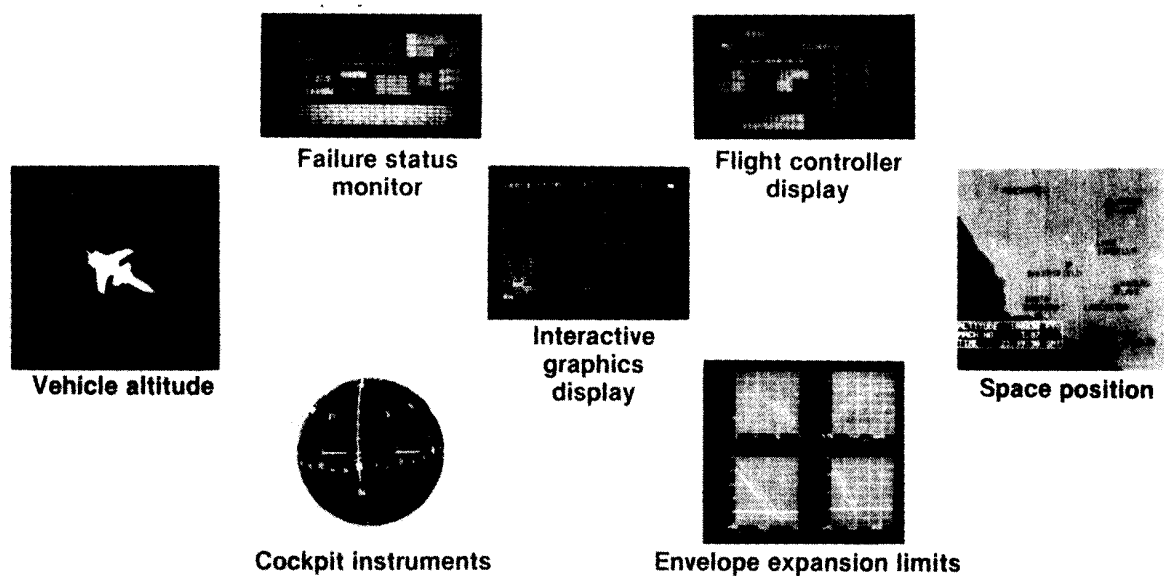 Failure status
monitor
Flight controller
display
Vehicle altitude
Interactive
graphics
display
Space position
Cockpit instruments
Envelope expansion limits